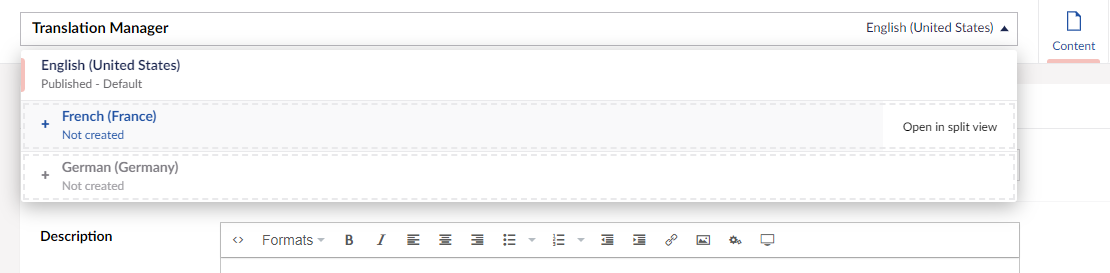 Translation Manager English (United States)
Content
English (United States)
Published - Default
French (France)
Not created
Open in split view
German (Germany)
Not created
Description
Formats B I